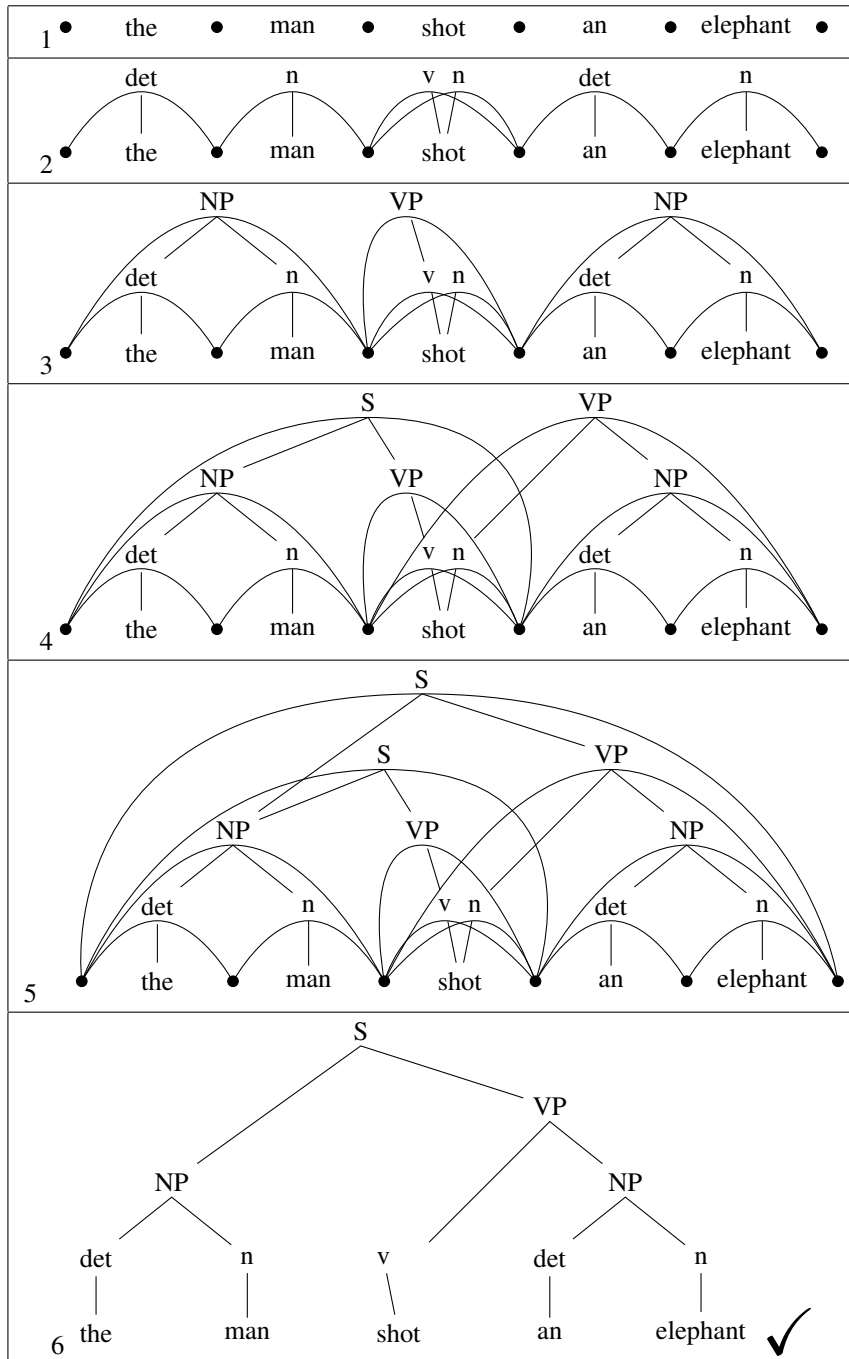 1 the man shot an elephant
det n v n det n
2 the man shot an elephant
NP VP NP
det n v n det n
3 the man shot an elephant
S VP
NP VP NP
det n v n det n
4 the man shot an elephant
S
S VP
NP VP NP
det n v n det n
5 the man shot an elephant
S
VP
NP NP
det n v det n
6 the man shot an elephant